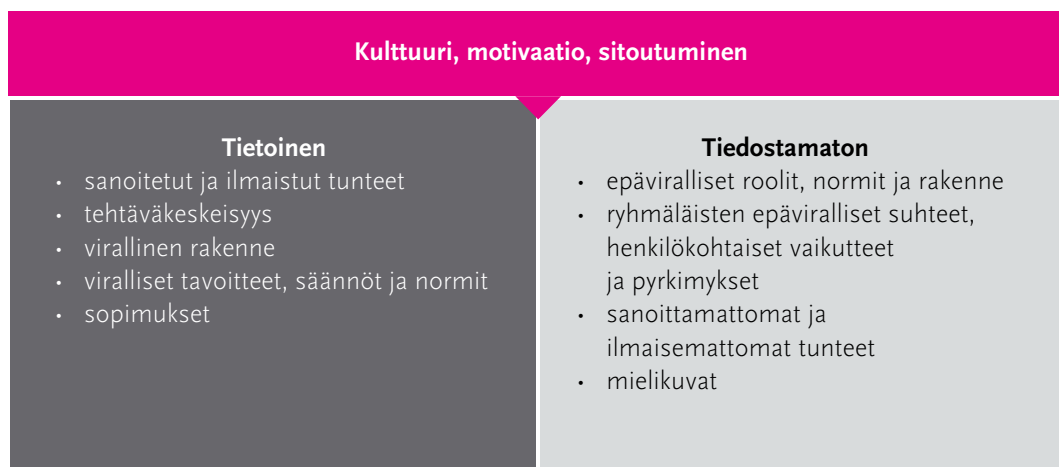 Kulttuuri, motivaatio, sitoutuminen
Tietoinen
• sanoitetut ja ilmaistut tunteet
• tehtäväkeskeisyys
• virallinen rakenne
• viralliset tavoitteet, säännöt ja normit
• sopimukset
Tiedostamaton
• epäviralliset roolit, normit ja rakenne
• ryhmäläisten epäviralliset suhteet,
henkilökohtaiset vaikutteet
ja pyrkimykset
• sanoittamattomat ja
ilmaisemattomat tunteet
• mielikuvat